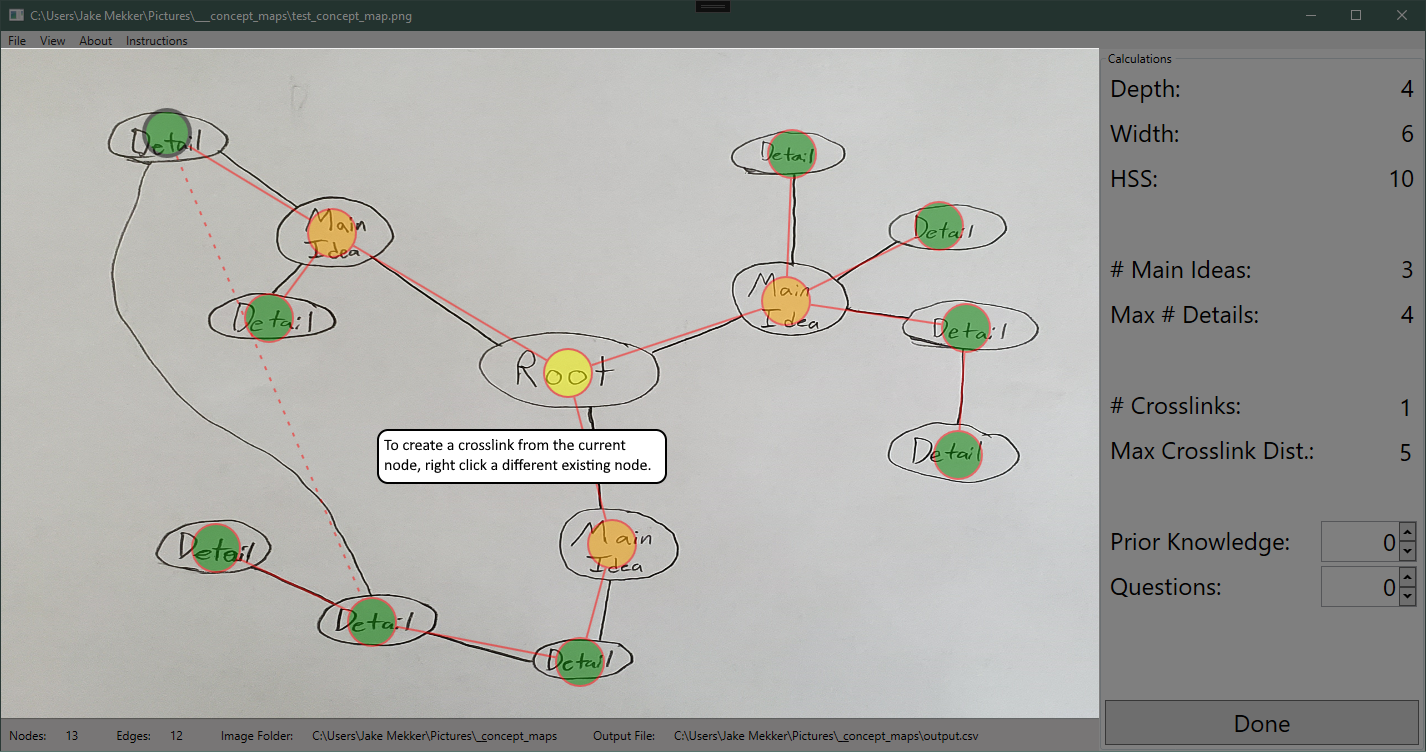 C:\Users\Jake Mekker\Pictures\__concept_maps\test_concept_map.png
File View About Instructions
Detail
Main
Idea
Detail
Root
Detail
Main
Idea
Detail
Detail
Detail
To create a crosslink from the current
node, right click a different existing node.
Main
Idea
Detail
Detail
Detail
Calculations
Depth: 4
Width: 6
HSS: 10
# Main Ideas: 3
Max # Details: 4
# Crosslinks: 1
Max Crosslink Dist.: 5
Prior Knowledge: 0
Questions: 0
Done
Nodes: 13 Edges: 12 Image Folder: C:\Users\Jake Mekker\Pictures\_concept_maps Output File: C:\Users\Jake Mekker\Pictures\_concept_maps\output.csv